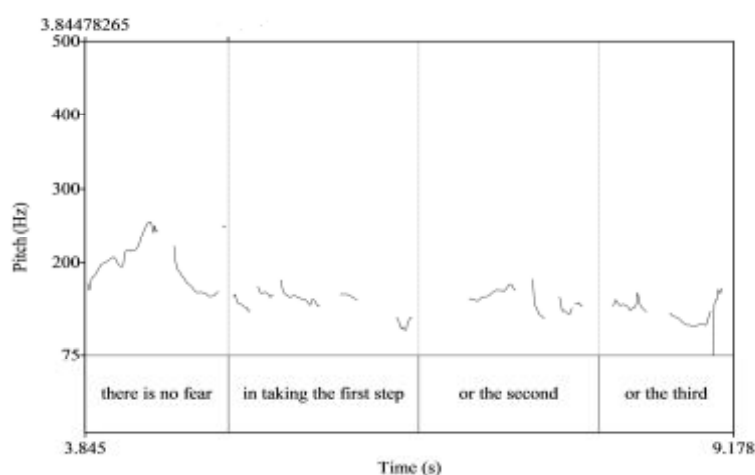 3.84478265
500
400
300
200
75
Pitch (Hz)
there is no fear
in taking the first step
or the second
or the third
3.845
9.178
Time (s)